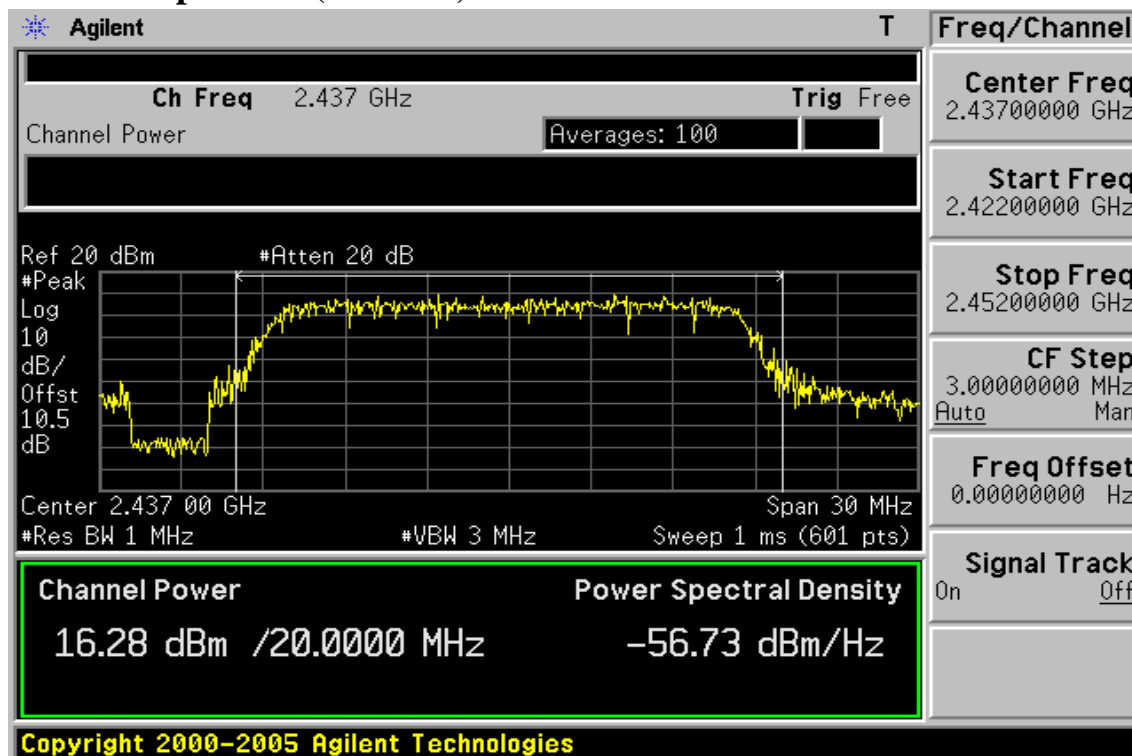 Agilent T Freq/Channel
Ch Freq 2.437 GHz Trig Free
Channel Power Averages: 100
Center Freq
2.43700000 GHz
Start Freq
2.42200000 GHz
Stop Freq
2.45200000 GHz
CF Step
3.00000000 MHz
Auto Man
Freq Offset
0.00000000 Hz
Signal Track
On Off
Ref 20 dBm #Atten 20 dB
#Peak
Log
10
dB/
Offst
10.5
dB
Center 2.437 00 GHz Span 30 MHz
#Res BW 1 MHz #VBW 3 MHz Sweep 1 ms (601 pts)
Channel Power Power Spectral Density
16.28 dBm /20.0000 MHz -56.73 dBm/Hz
Copyright 2000-2005 Agilent Technologies